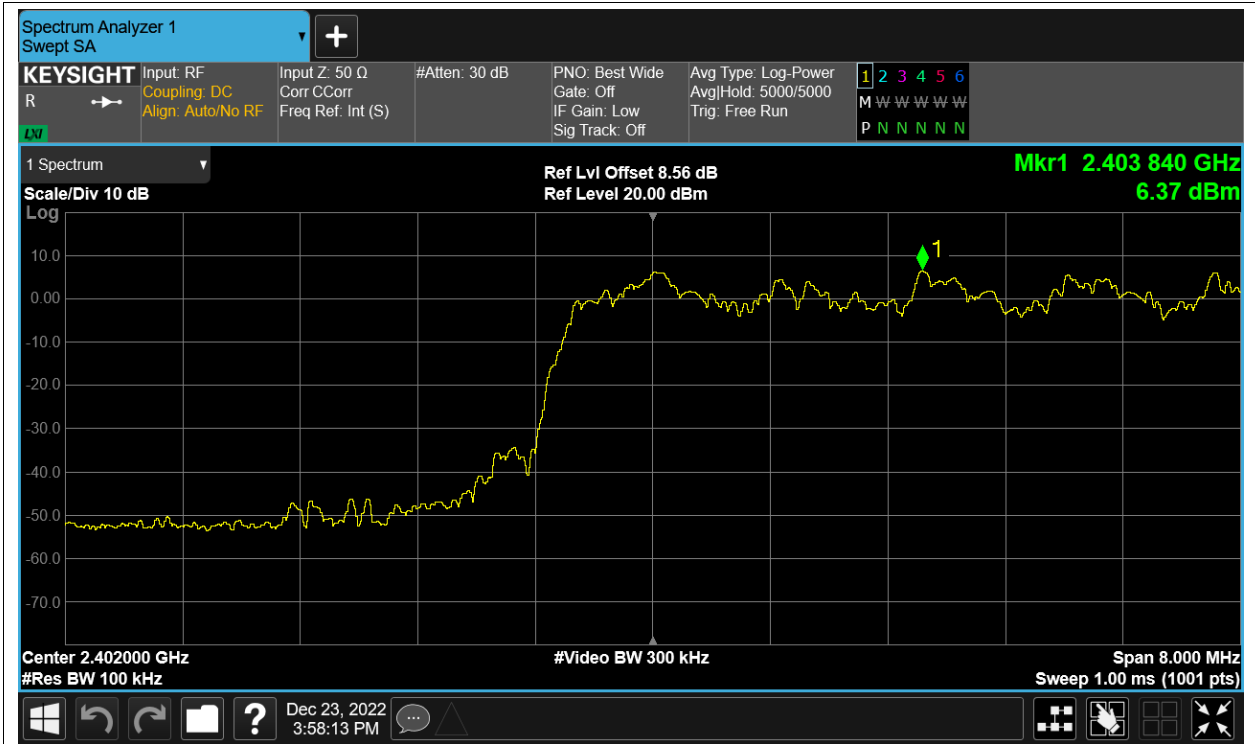 Spectrum Analyzer 1
Swept SA
KEYSIGHT
R
LXI
Input: RF
Coupling: DC
Align: Auto/No RF
Input Z: 50 Ω
Corr CCorr
Freq Ref: Int (S)
#Atten: 30 dB
PNO: Best Wide
Gate: Off
IF Gain: Low
Sig Track: Off
Avg Type: Log-Power
Avg|Hold: 5000/5000
Trig: Free Run
1 2 3 4 5 6
M W W W W W
P N N N N N
1 Spectrum
Scale/Div 10 dB
Ref Lvl Offset 8.56 dB
Ref Level 20.00 dBm
Mkr1 2.403 840 GHz
6.37 dBm
Log
10.0
0.00
-10.0
-20.0
-30.0
-40.0
-50.0
-60.0
-70.0
1
Center 2.402000 GHz
#Res BW 100 kHz
#Video BW 300 kHz
Span 8.000 MHz
Sweep 1.00 ms (1001 pts)
?
Dec 23, 2022
3:58:13 PM